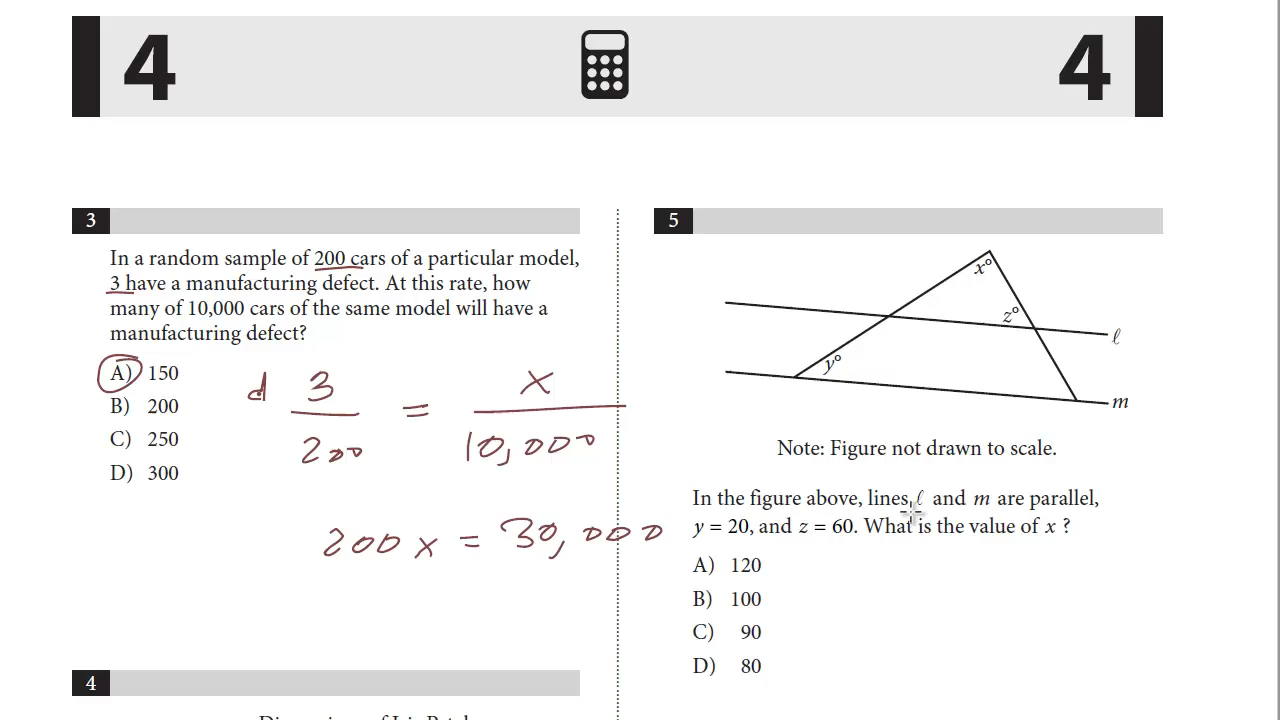 4 4
3
In a random sample of 200 cars of a particular model,
3 have a manufacturing defect. At this rate, how
many of 10,000 cars of the same model will have a
manufacturing defect?
A) 150
B) 200
C) 250
D) 300
d 3 = x
200 10,000
200x = 30,000
4
5
x°
z°
ℓ
y°
m
Note: Figure not drawn to scale.
In the figure above, lines ℓ and m are parallel,
y = 20, and z = 60. What is the value of x ?
A) 120
B) 100
C) 90
D) 80